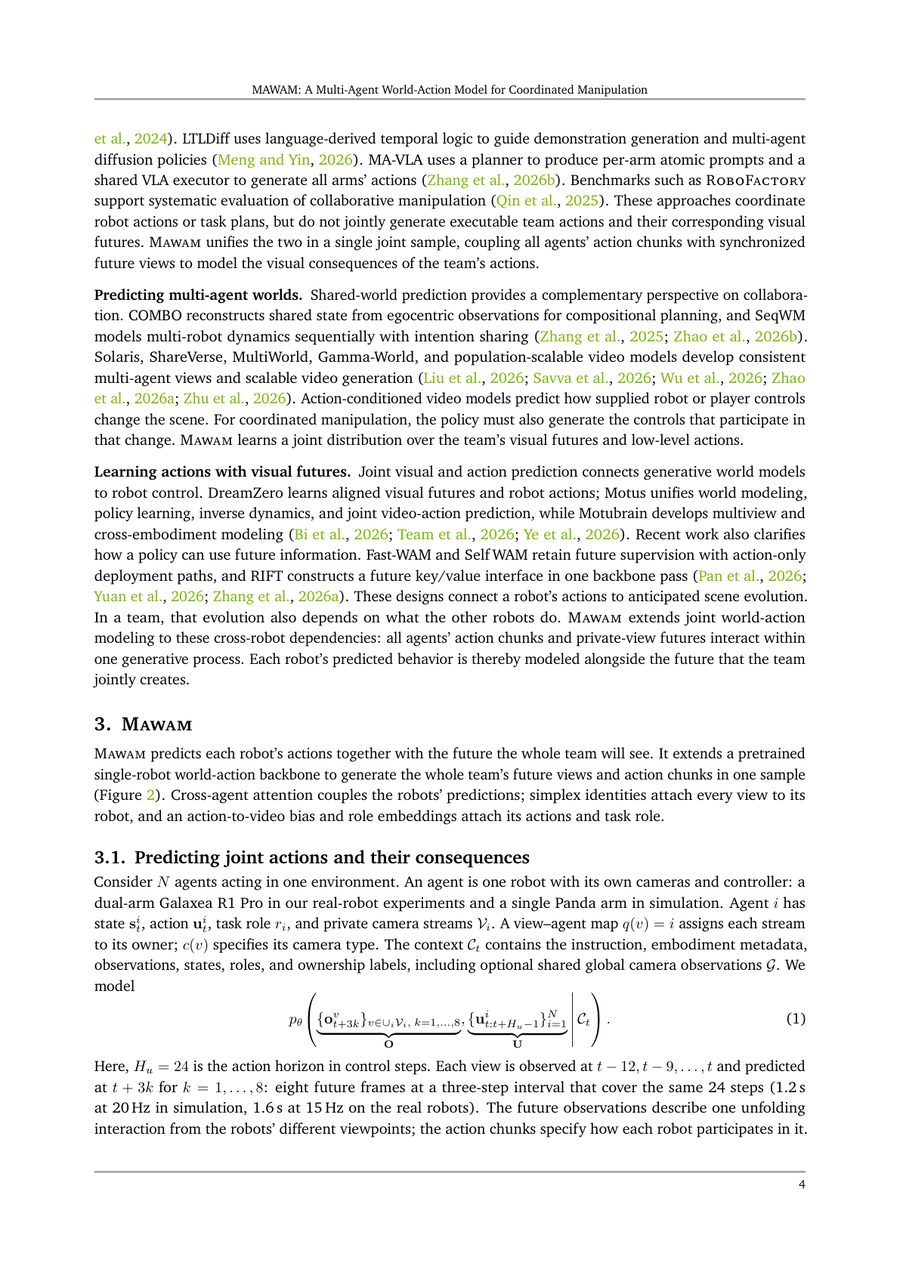 MAWAM: A Multi-Agent World-Action Model for Coordinated Manipulation
et al., 2024). LTLDiff uses language-derived temporal logic to guide demonstration generation and multi-agent
diffusion policies (Meng and Yin, 2026). MA-VLA uses a planner to produce per-arm atomic prompts and a
shared VLA executor to generate all arms’ actions (Zhang et al., 2026b). Benchmarks such as RoboFactory
support systematic evaluation of collaborative manipulation (Qin et al., 2025). These approaches coordinate
robot actions or task plans, but do not jointly generate executable team actions and their corresponding visual
futures. Mawam unifies the two in a single joint sample, coupling all agents’ action chunks with synchronized
future views to model the visual consequences of the team’s actions.
Predicting multi-agent worlds. Shared-world prediction provides a complementary perspective on collabora-
tion. COMBO reconstructs shared state from egocentric observations for compositional planning, and SeqWM
models multi-robot dynamics sequentially with intention sharing (Zhang et al., 2025; Zhao et al., 2026b).
Solaris, ShareVerse, MultiWorld, Gamma-World, and population-scalable video models develop consistent
multi-agent views and scalable video generation (Liu et al., 2026; Savva et al., 2026; Wu et al., 2026; Zhao
et al., 2026a; Zhu et al., 2026). Action-conditioned video models predict how supplied robot or player controls
change the scene. For coordinated manipulation, the policy must also generate the controls that participate in
that change. Mawam learns a joint distribution over the team’s visual futures and low-level actions.
Learning actions with visual futures. Joint visual and action prediction connects generative world models
to robot control. DreamZero learns aligned visual futures and robot actions; Motus unifies world modeling,
policy learning, inverse dynamics, and joint video-action prediction, while Motubrain develops multiview and
cross-embodiment modeling (Bi et al., 2026; Team et al., 2026; Ye et al., 2026). Recent work also clarifies
how a policy can use future information. Fast-WAM and Self WAM retain future supervision with action-only
deployment paths, and RIFT constructs a future key/value interface in one backbone pass (Pan et al., 2026;
Yuan et al., 2026; Zhang et al., 2026a). These designs connect a robot’s actions to anticipated scene evolution.
In a team, that evolution also depends on what the other robots do. Mawam extends joint world-action
modeling to these cross-robot dependencies: all agents’ action chunks and private-view futures interact within
one generative process. Each robot’s predicted behavior is thereby modeled alongside the future that the team
jointly creates.
3. Mawam
Mawam predicts each robot’s actions together with the future the whole team will see. It extends a pretrained
single-robot world-action backbone to generate the whole team’s future views and action chunks in one sample
(Figure 2). Cross-agent attention couples the robots’ predictions; simplex identities attach every view to its
robot, and an action-to-video bias and role embeddings attach its actions and task role.
3.1. Predicting joint actions and their consequences
Consider N agents acting in one environment. An agent is one robot with its own cameras and controller: a
dual-arm Galaxea R1 Pro in our real-robot experiments and a single Panda arm in simulation. Agent i has
state s_t^i, action u_t^i, task role r_i, and private camera streams 𝒱_i. A view–agent map q(v) = i assigns each stream
to its owner; c(v) specifies its camera type. The context 𝒞_t contains the instruction, embodiment metadata,
observations, states, roles, and ownership labels, including optional shared global camera observations 𝒢. We
model
p_θ ( {o_{t+3k}^v}_{v∈∪_i 𝒱_i, k=1,...,8}, {u_{t:t+H_u−1}^i}_{i=1}^N | 𝒞_t ) . (1)
O U
Here, H_u = 24 is the action horizon in control steps. Each view is observed at t − 12, t − 9, . . . , t and predicted
at t + 3k for k = 1, . . . , 8: eight future frames at a three-step interval that cover the same 24 steps (1.2 s
at 20 Hz in simulation, 1.6 s at 15 Hz on the real robots). The future observations describe one unfolding
interaction from the robots’ different viewpoints; the action chunks specify how each robot participates in it.
4